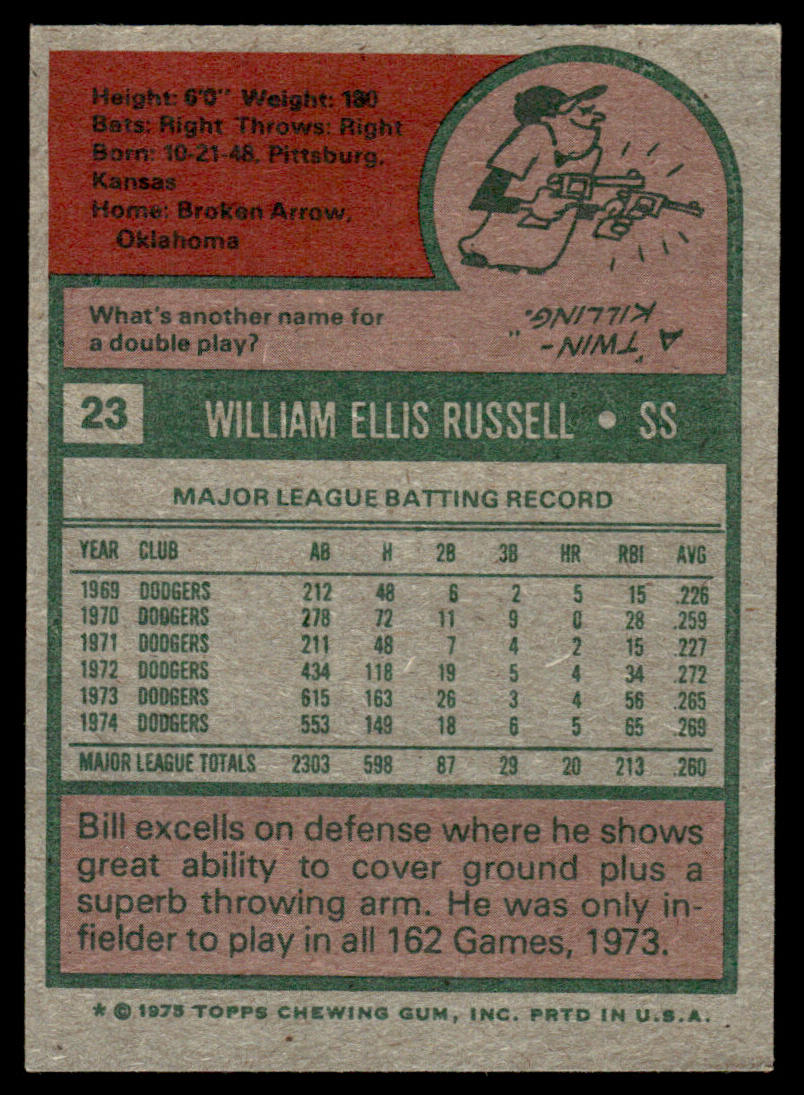 Height: 6'0" Weight: 180
Bats: Right Throws: Right
Born: 10-21-48, Pittsburg,
Kansas
Home: Broken Arrow,
Oklahoma
What's another name for
a double play?
A "TWIN-
KILLING."
23 WILLIAM ELLIS RUSSELL • SS
MAJOR LEAGUE BATTING RECORD
YEAR CLUB AB H 2B 3B HR RBI AVG
1969 DODGERS 212 48 6 2 5 15 .226
1970 DODGERS 278 72 11 9 0 28 .259
1971 DODGERS 211 48 7 4 2 15 .227
1972 DODGERS 434 118 19 5 4 34 .272
1973 DODGERS 615 163 26 3 4 56 .265
1974 DODGERS 553 149 18 6 5 65 .269
MAJOR LEAGUE TOTALS 2303 598 87 29 20 213 .260
Bill excells on defense where he shows
great ability to cover ground plus a
superb throwing arm. He was only in-
fielder to play in all 162 Games, 1973.
* © 1975 TOPPS CHEWING GUM, INC. PRTD IN U.S.A.